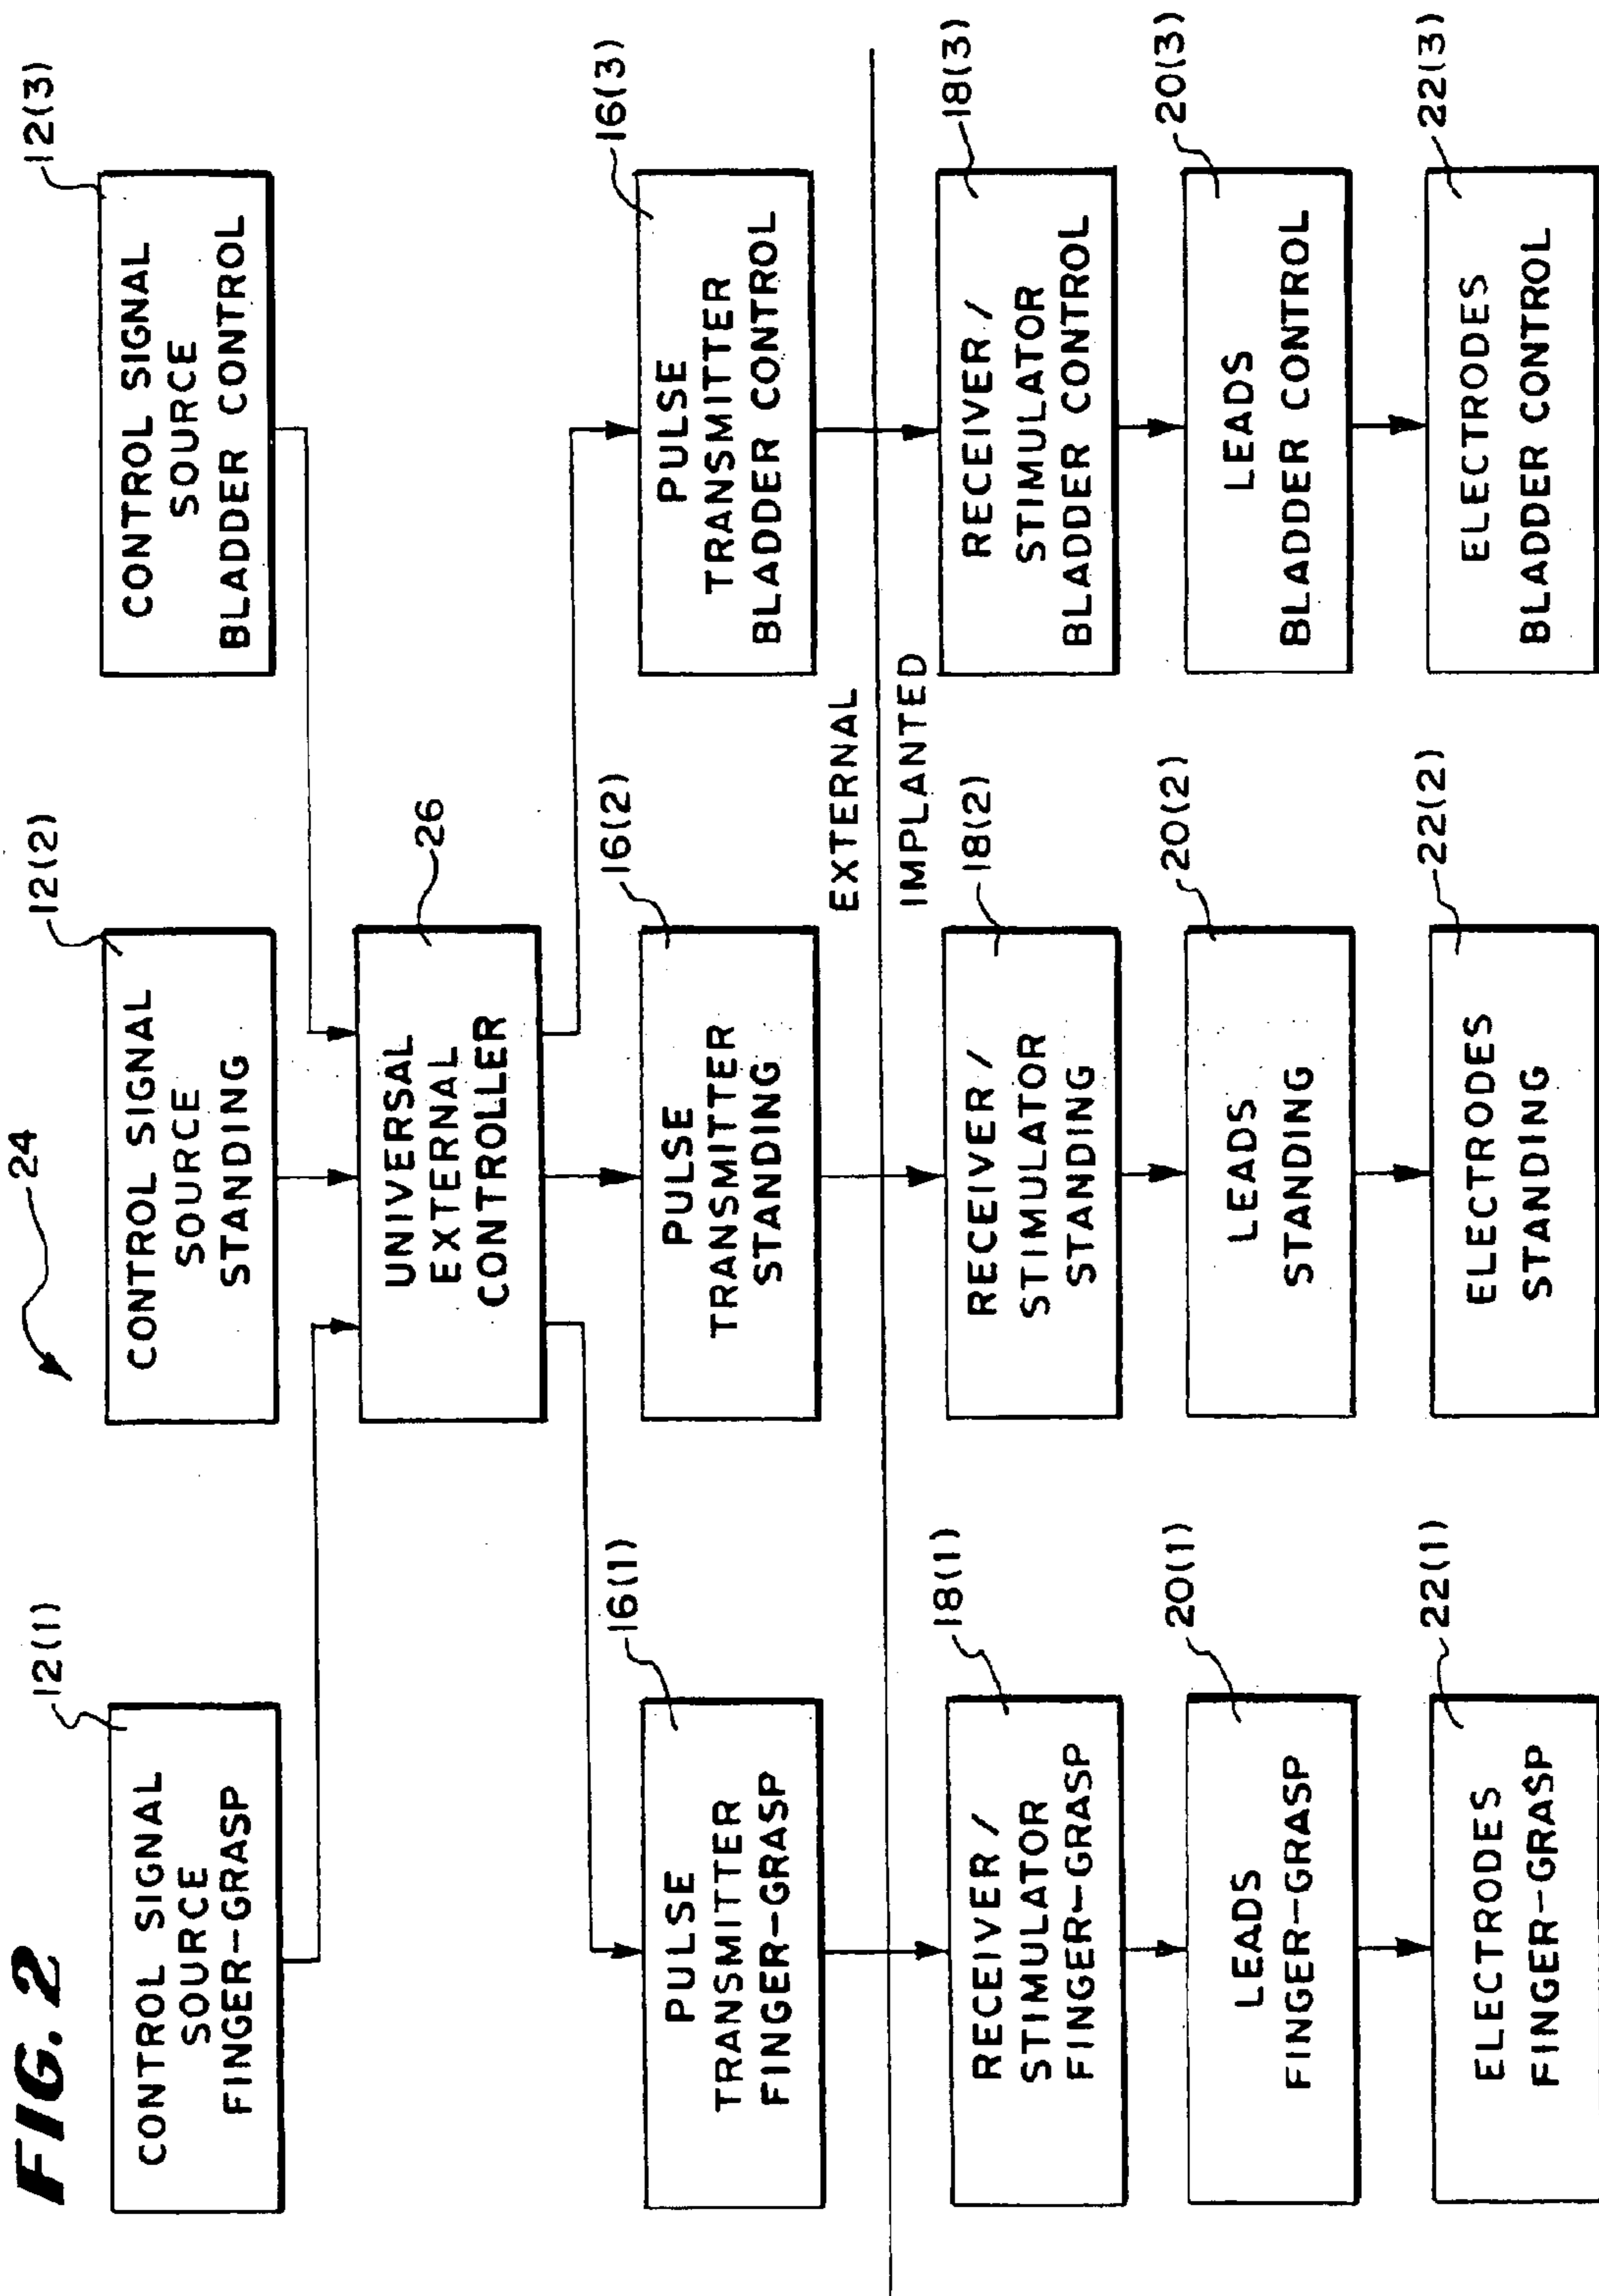 FIG. 2
24
12(1)
CONTROL SIGNAL
SOURCE
FINGER-GRASP
12(2)
CONTROL SIGNAL
SOURCE
STANDING
12(3)
CONTROL SIGNAL
SOURCE
BLADDER CONTROL
26
UNIVERSAL
EXTERNAL
CONTROLLER
16(1)
PULSE
TRANSMITTER
FINGER-GRASP
16(2)
PULSE
TRANSMITTER
STANDING
16(3)
PULSE
TRANSMITTER
BLADDER CONTROL
EXTERNAL
IMPLANTED
18(1)
RECEIVER/
STIMULATOR
FINGER-GRASP
18(2)
RECEIVER/
STIMULATOR
STANDING
18(3)
RECEIVER/
STIMULATOR
BLADDER CONTROL
20(1)
LEADS
FINGER-GRASP
20(2)
LEADS
STANDING
20(3)
LEADS
BLADDER CONTROL
22(1)
ELECTRODES
FINGER-GRASP
22(2)
ELECTRODES
STANDING
22(3)
ELECTRODES
BLADDER CONTROL